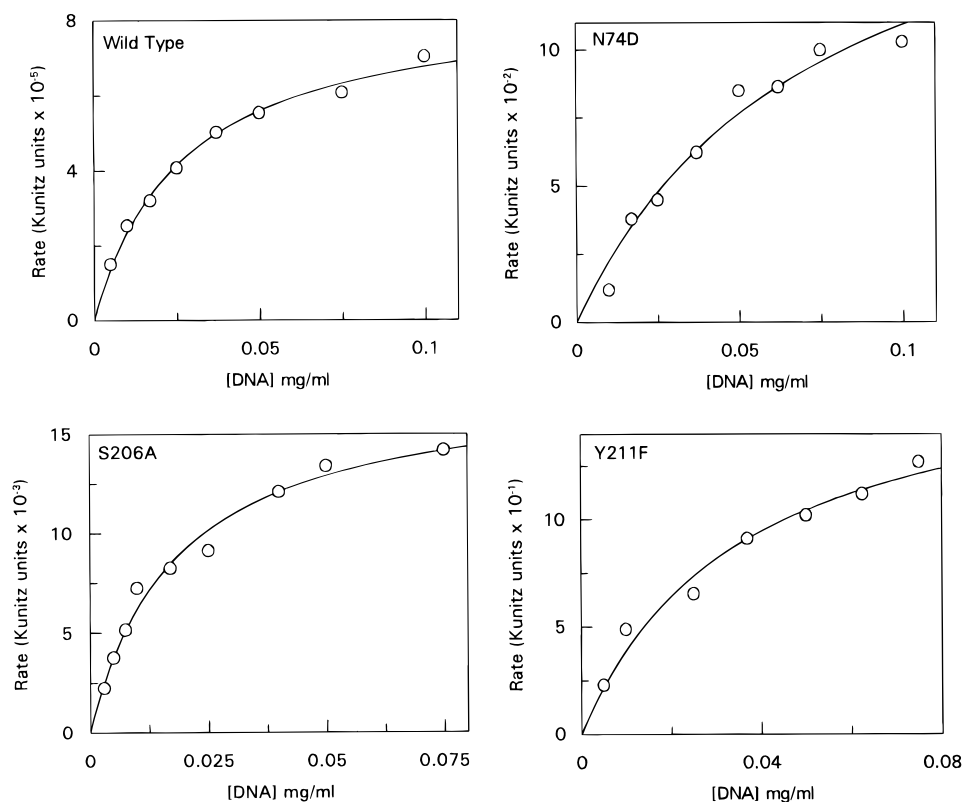 Wild Type
Rate (Kunitz units x 10⁻⁵)
8
4
0
0 0.05 0.1
[DNA] mg/ml
N74D
Rate (Kunitz units x 10⁻²)
10
5
0
0 0.05 0.1
[DNA] mg/ml
S206A
Rate (Kunitz units x 10⁻³)
15
10
5
0
0 0.025 0.05 0.075
[DNA] mg/ml
Y211F
Rate (Kunitz units x 10⁻¹)
10
5
0
0 0.04 0.08
[DNA] mg/ml